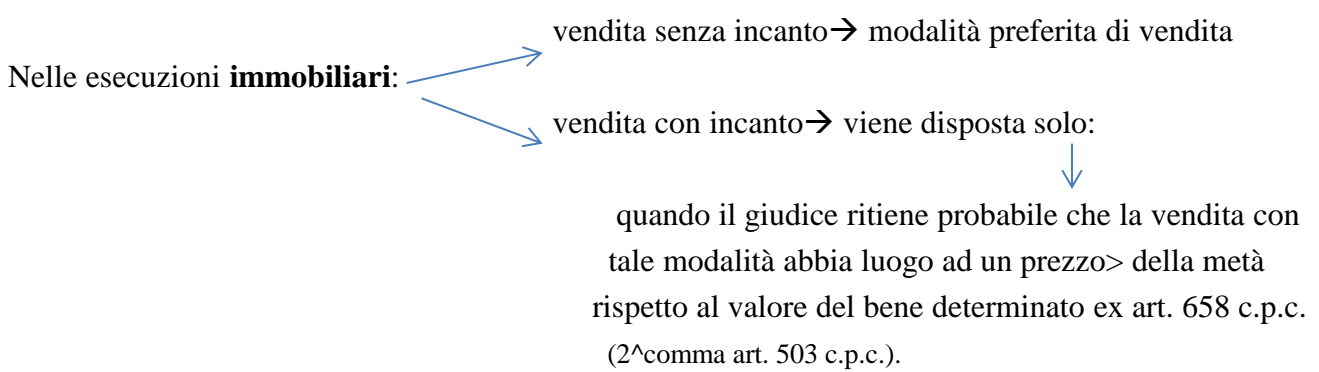 vendita senza incanto→ modalità preferita di vendita
Nelle esecuzioni immobiliari:
vendita con incanto→ viene disposta solo:
quando il giudice ritiene probabile che la vendita con
tale modalità abbia luogo ad un prezzo> della metà
rispetto al valore del bene determinato ex art. 658 c.p.c.
(2^comma art. 503 c.p.c.).